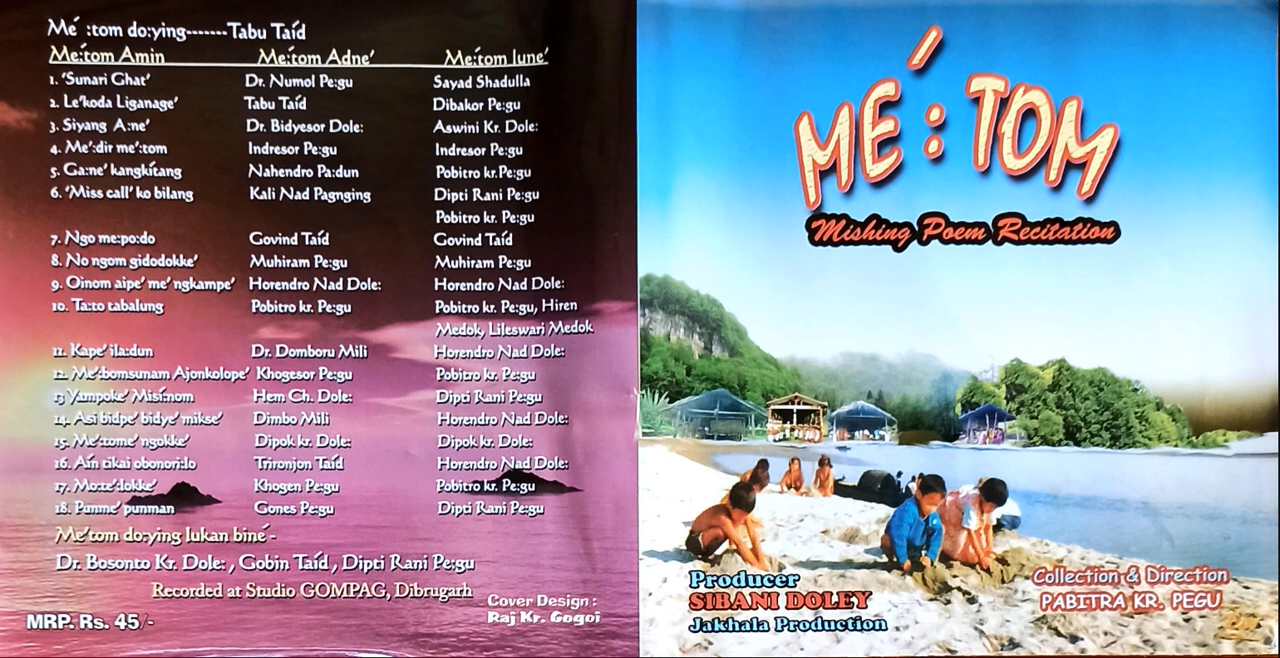 Mé :tom do:ying-------Tabu Taíd
Me:́tom Amin Me:́tom Adne' Me:́tom lune'
1. 'Sunari Ghat' Dr. Numol Pe:gu Sayad Shadulla
2. Le'koda Liganage' Tabu Taíd Dibakor Pe:gu
3. Siyang A:ne' Dr. Bidyesor Dole: Aswini Kr. Dole:
4. Me':dir me':tom Indresor Pe:gu Indresor Pe:gu
5. Ga:ne' kangkítang Nahendro Pa:dun Pobitro kr.Pe:gu
6. 'Miss call' ko bilang Kali Nad Pagnging Dipti Rani Pe:gu
Pobitro kr. Pe:gu
7. Ngo me:po:do Govind Taíd Govind Taíd
8. No ngom gidodokke' Muhiram Pe:gu Muhiram Pe:gu
9. Oinom aipe' me' ngkampe' Horendro Nad Dole: Horendro Nad Dole:
10. Ta:to tabalung Pobitro kr. Pe:gu Pobitro kr. Pe:gu, Hiren
Medok, Lileswari Medok
11. Kape' ila:dun Dr. Domboru Mili Horendro Nad Dole:
12. Me':bomsunam Ajonkolope' Khogesor Pe:gu Pobitro kr. Pe:gu
13 Yampoke' Misí:nom Hem Ch. Dole: Dipti Rani Pe:gu
14. Asi bidpe' bidye' mikse' Dimbo Mili Horendro Nad Dole:
15. Me':tome' ngokke' Dipok kr. Dole: Dipok kr. Dole:
16. Aín tikai obonori:lo Trironjon Taíd Horendro Nad Dole:
17. Mo:te':lokke' Khogen Pe:gu Pobitro kr. Pe:gu
18. Punme' punman Gones Pe:gu Dipti Rani Pe:gu
Me'tom do:ying lukan biné -
Dr. Bosonto Kr. Dole: , Gobin Taíd , Dipti Rani Pe:gu
Recorded at Studio GOMPAG, Dibrugarh
Cover Design :
Raj Kr. Gogoi
MRP. Rs. 45/-
MÉ : TOM
Mishing Poem Recitation
Producer
SIBANI DOLEY
Jakhala Production
Collection & Direction
PABITRA KR. PEGU